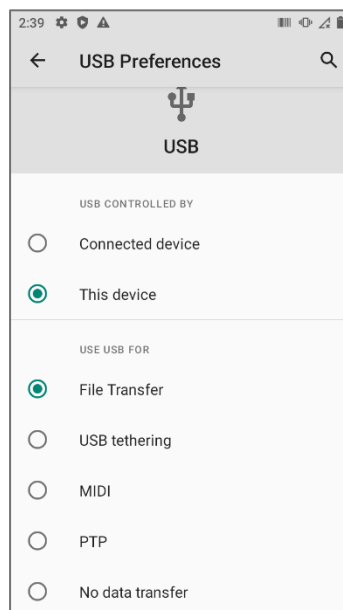 2:39
USB Preferences
USB
USB CONTROLLED BY
Connected device
This device
USE USB FOR
File Transfer
USB tethering
MIDI
PTP
No data transfer